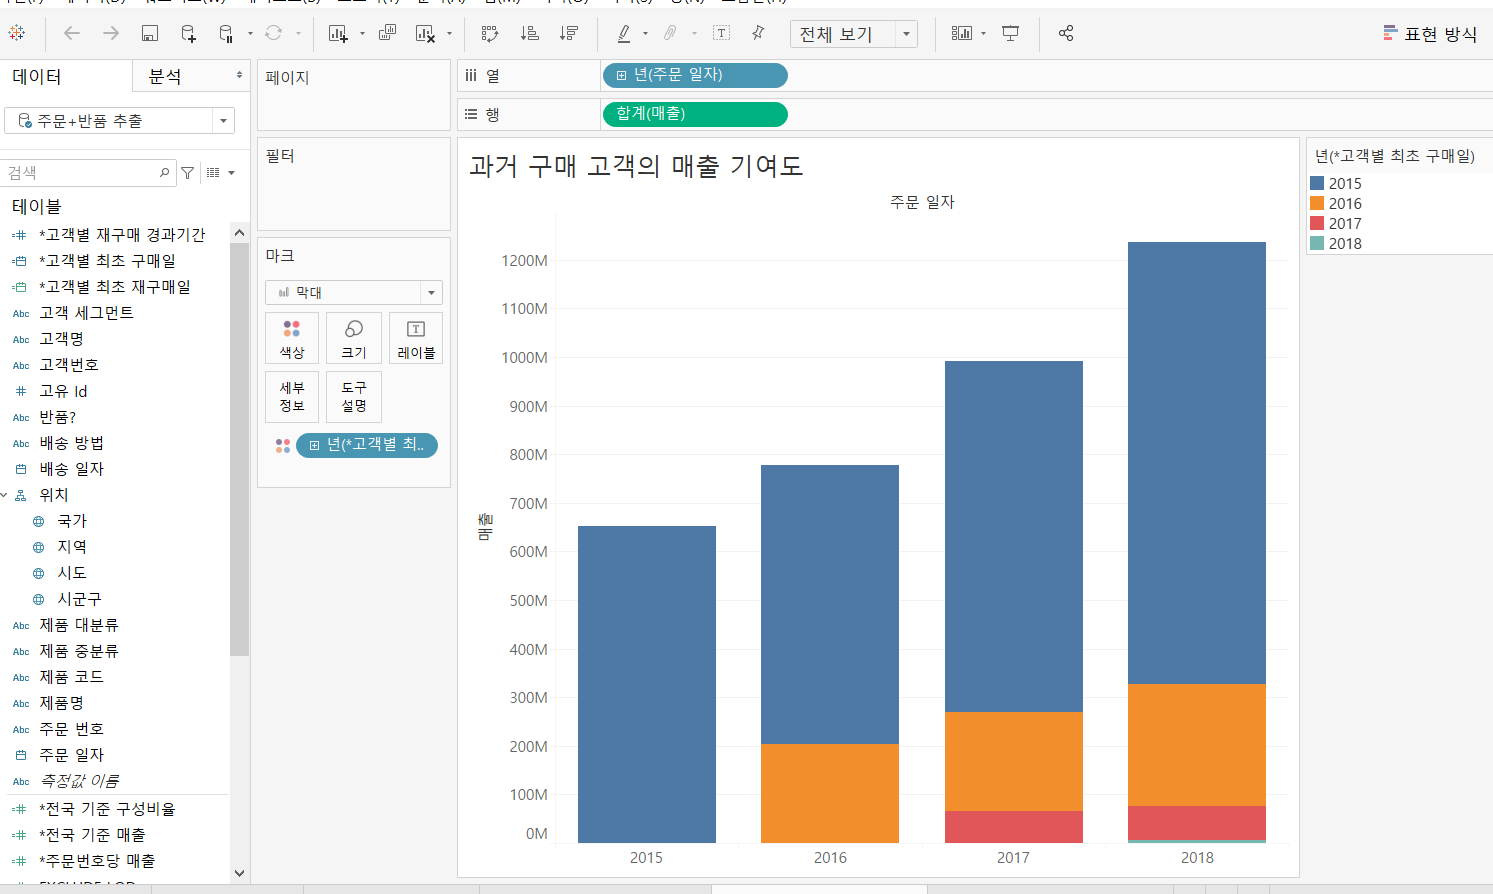 전체 보기
표현 방식
데이터
분석
주문+반품 추출
검색
테이블
*고객별 재구매 경과기간
*고객별 최초 구매일
*고객별 최초 재구매일
Abc 고객 세그먼트
Abc 고객명
Abc 고객번호
고유 Id
Abc 반품?
Abc 배송 방법
배송 일자
위치
국가
지역
시도
시군구
Abc 제품 대분류
Abc 제품 중분류
Abc 제품 코드
Abc 제품명
Abc 주문 번호
주문 일자
Abc 측정값 이름
*전국 기준 구성비율
*전국 기준 매출
*주문번호당 매출
페이지
필터
마크
막대
색상
크기
레이블
세부
정보
도구
설명
년(*고객별 최..
열
년(주문 일자)
행
합계(매출)
과거 구매 고객의 매출 기여도
주문 일자
매출
1200M
1100M
1000M
900M
800M
700M
600M
500M
400M
300M
200M
100M
0M
2015
2016
2017
2018
년(*고객별 최초 구매일)
2015
2016
2017
2018